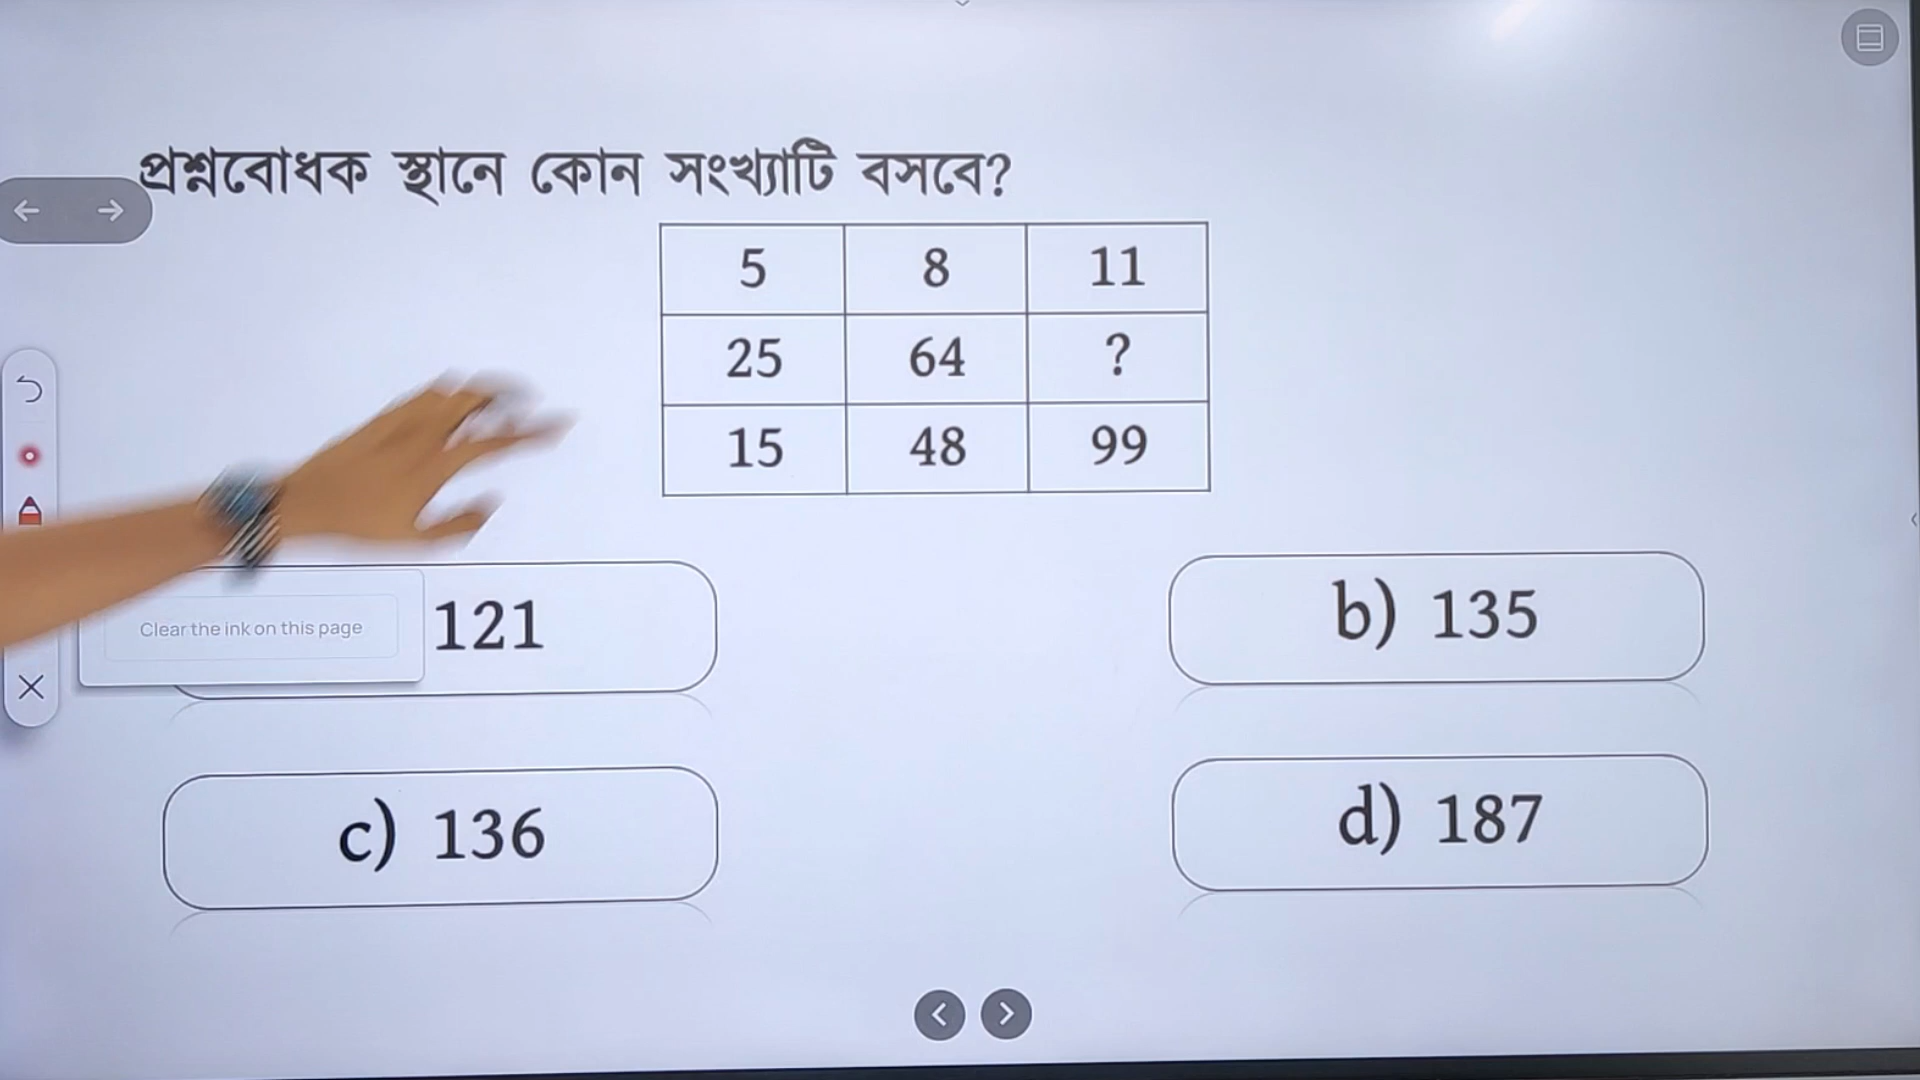 প্রশ্নবোধক স্থানে কোন সংখ্যাটি বসবে?
5 8 11
25 64 ?
15 48 99
Clear the ink on this page
121
b) 135
c) 136
d) 187